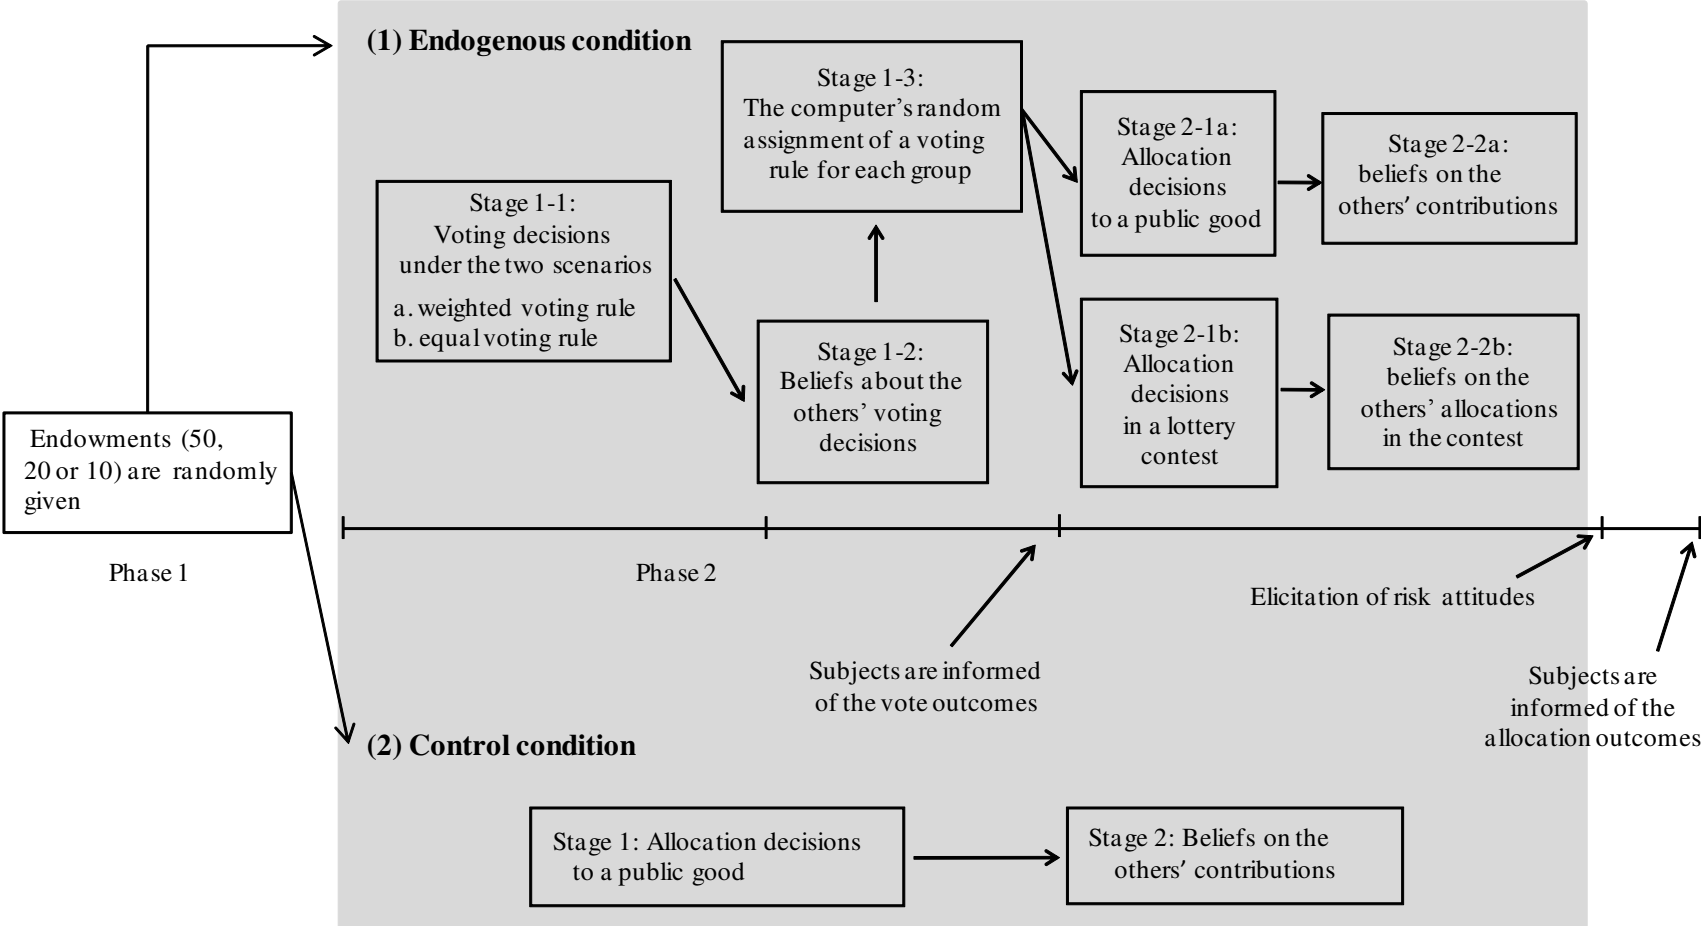 (1) Endogenous condition
Stage 1-3:
The computer's random
assignment of a voting
rule for each group
Stage 2-1a:
Allocation
decisions
to a public good
Stage 2-2a:
beliefs on the
others' contributions
Stage 1-1:
Voting decisions
under the two scenarios
a. weighted voting rule
b. equal voting rule
Stage 1-2:
Beliefs about the
others' voting
decisions
Stage 2-1b:
Allocation
decisions
in a lottery
contest
Stage 2-2b:
beliefs on the
others' allocations
in the contest
Endowments (50,
20 or 10) are randomly
given
Phase 1
Phase 2
Elicitation of risk attitudes
Subjects are informed
of the vote outcomes
Subjects are
informed of the
allocation outcomes
(2) Control condition
Stage 1: Allocation decisions
to a public good
Stage 2: Beliefs on the
others' contributions